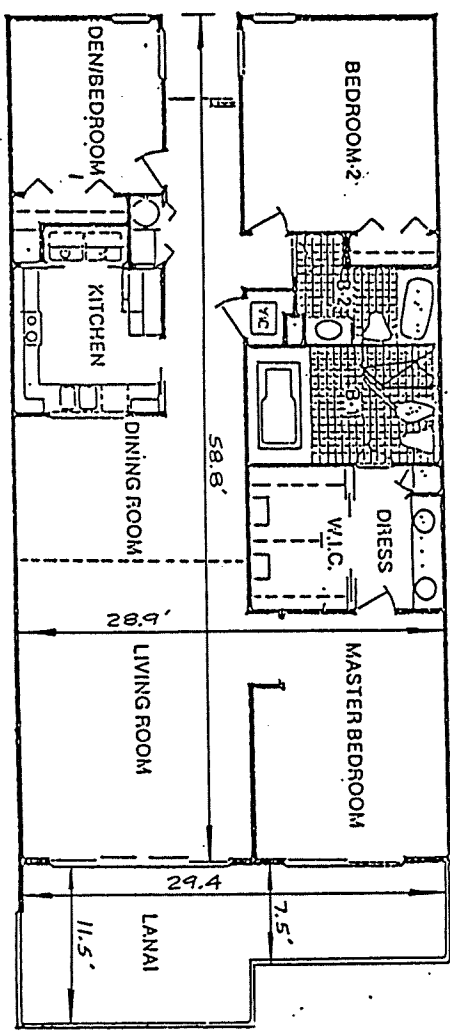 DEN/BEDROOM
1
BEDROOM·2
KITCHEN
A/C
B·2
B·1
DINING ROOM
58.8'
W.I.C.
DRESS
28.9'
LIVING ROOM
MASTER BEDROOM
29.4
LANAI
11.5'
7.5'